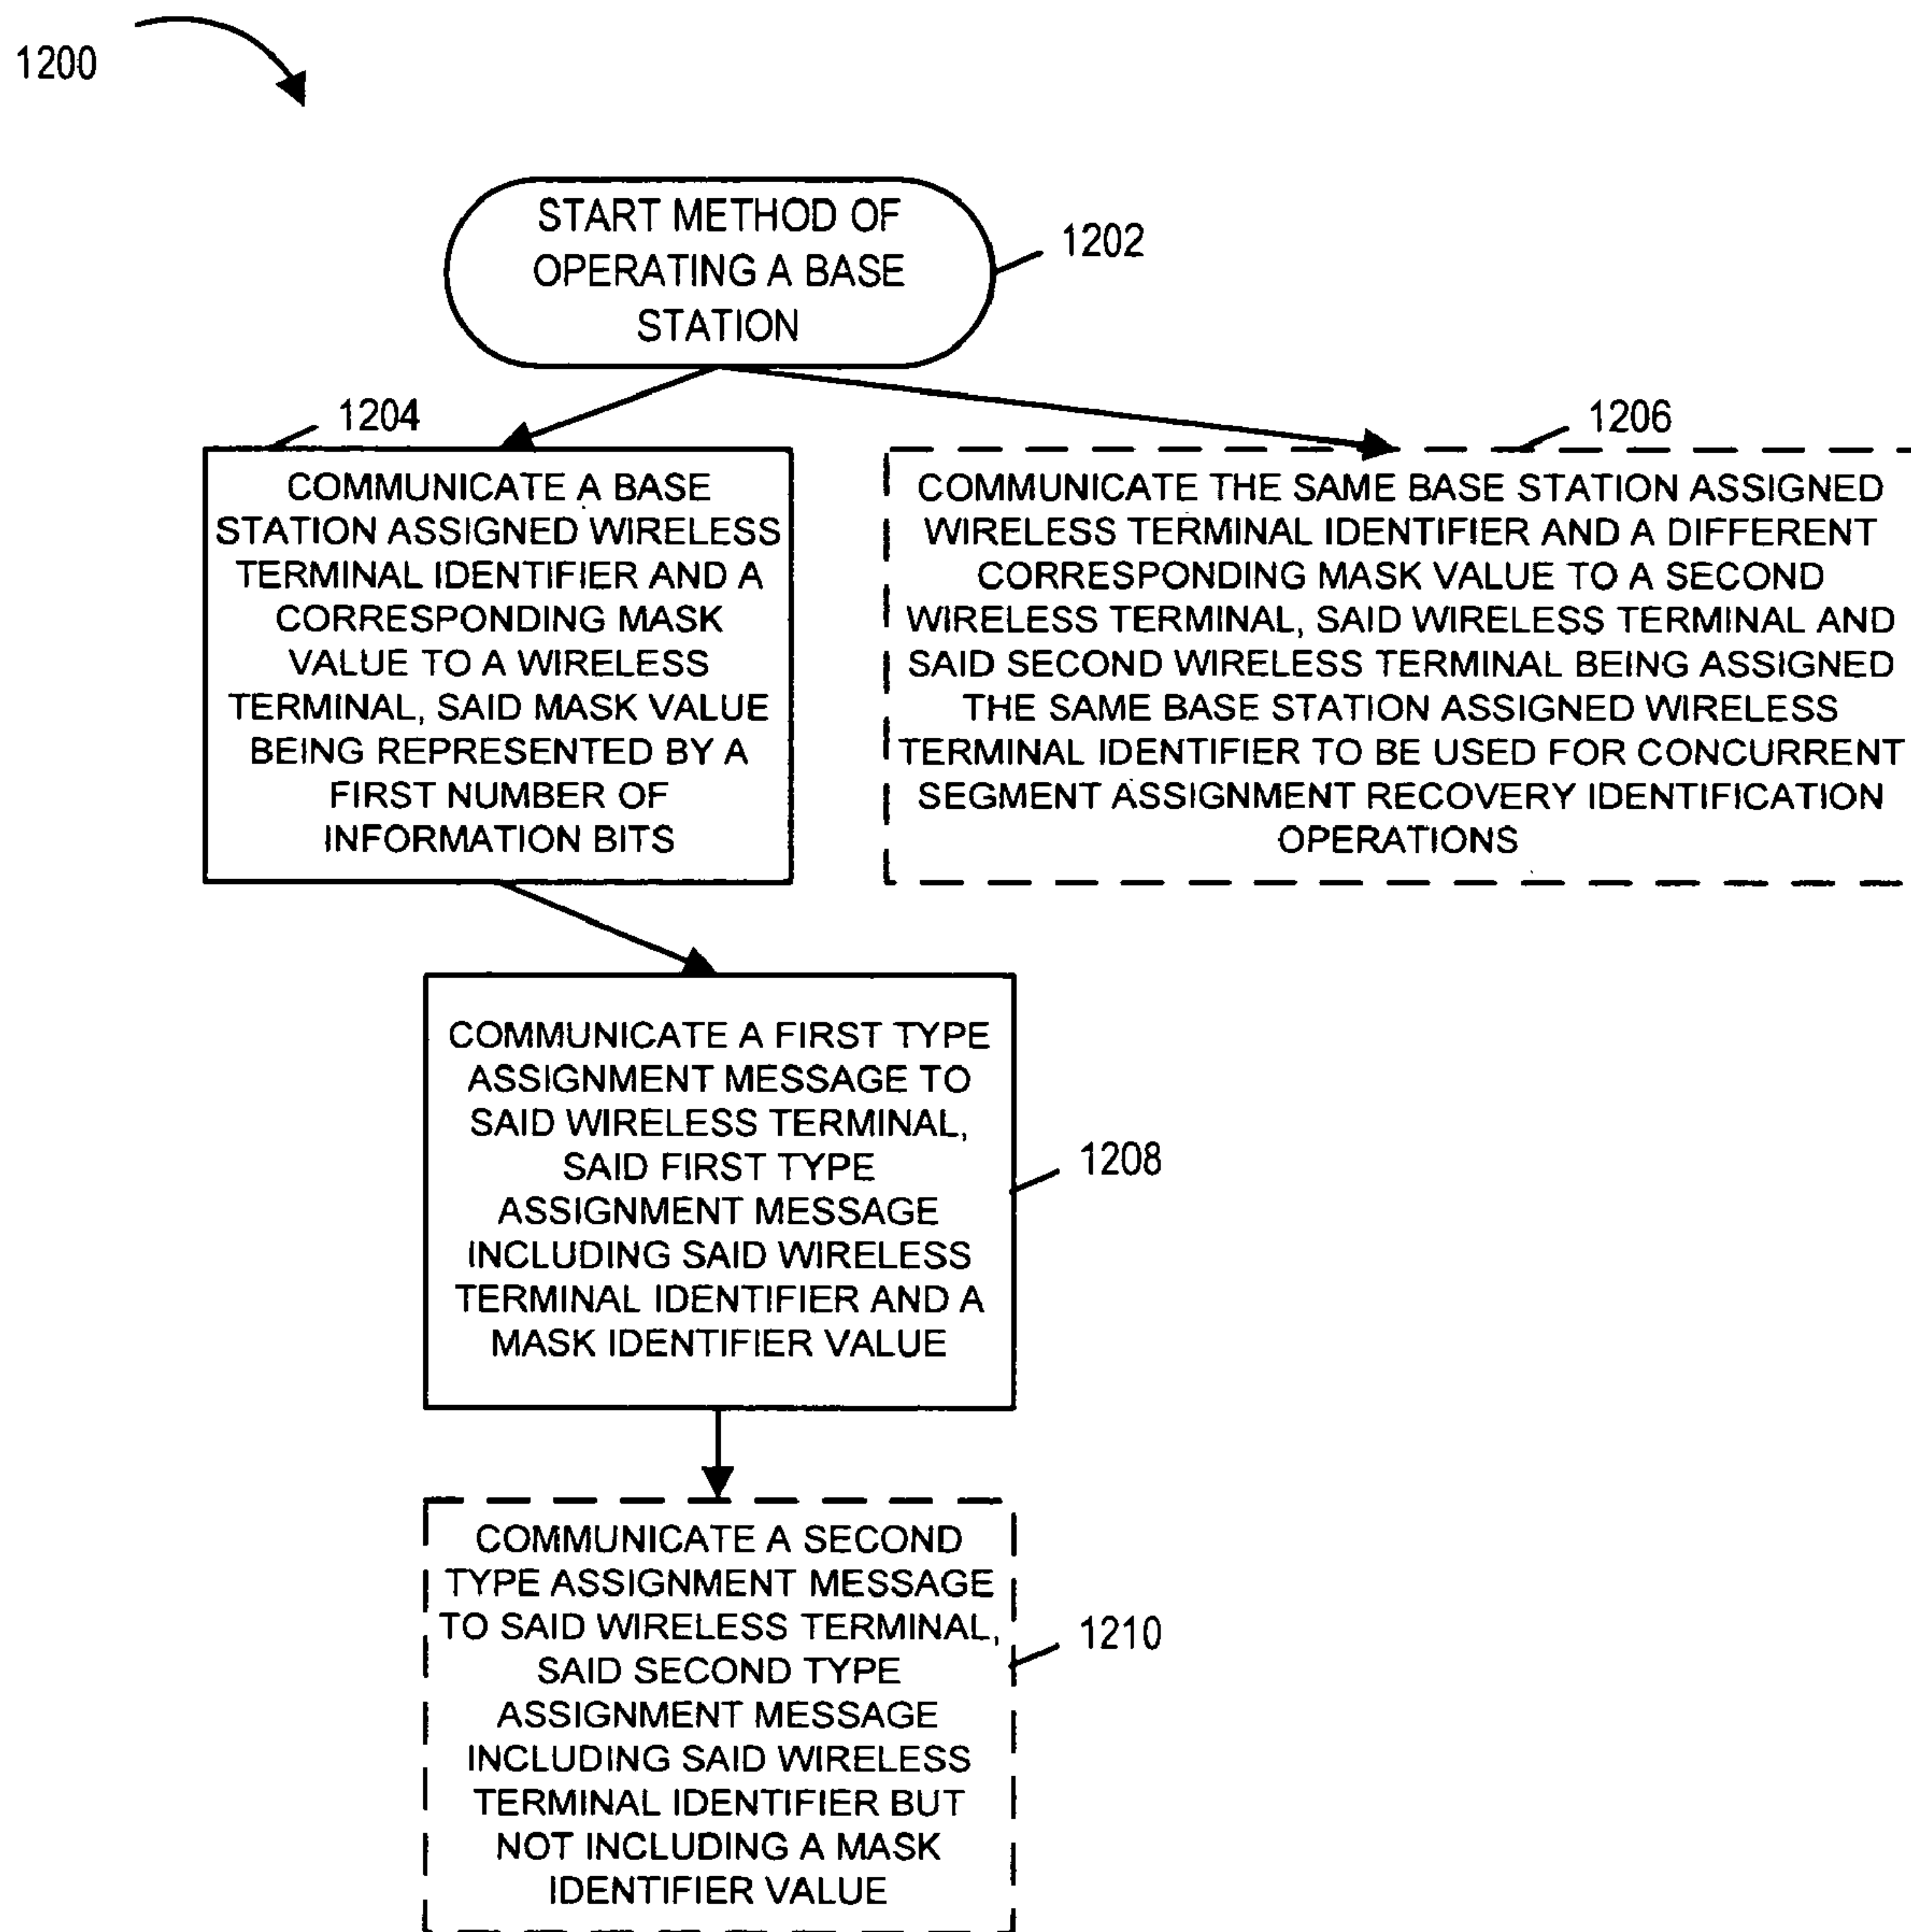 1200
START METHOD OF
OPERATING A BASE
STATION
1202
1204
COMMUNICATE A BASE
STATION ASSIGNED WIRELESS
TERMINAL IDENTIFIER AND A
CORRESPONDING MASK
VALUE TO A WIRELESS
TERMINAL, SAID MASK VALUE
BEING REPRESENTED BY A
FIRST NUMBER OF
INFORMATION BITS
1206
COMMUNICATE THE SAME BASE STATION ASSIGNED
WIRELESS TERMINAL IDENTIFIER AND A DIFFERENT
CORRESPONDING MASK VALUE TO A SECOND
WIRELESS TERMINAL, SAID WIRELESS TERMINAL AND
SAID SECOND WIRELESS TERMINAL BEING ASSIGNED
THE SAME BASE STATION ASSIGNED WIRELESS
TERMINAL IDENTIFIER TO BE USED FOR CONCURRENT
SEGMENT ASSIGNMENT RECOVERY IDENTIFICATION
OPERATIONS
COMMUNICATE A FIRST TYPE
ASSIGNMENT MESSAGE TO
SAID WIRELESS TERMINAL,
SAID FIRST TYPE
ASSIGNMENT MESSAGE
INCLUDING SAID WIRELESS
TERMINAL IDENTIFIER AND A
MASK IDENTIFIER VALUE
1208
COMMUNICATE A SECOND
TYPE ASSIGNMENT MESSAGE
TO SAID WIRELESS TERMINAL,
SAID SECOND TYPE
ASSIGNMENT MESSAGE
INCLUDING SAID WIRELESS
TERMINAL IDENTIFIER BUT
NOT INCLUDING A MASK
IDENTIFIER VALUE
1210